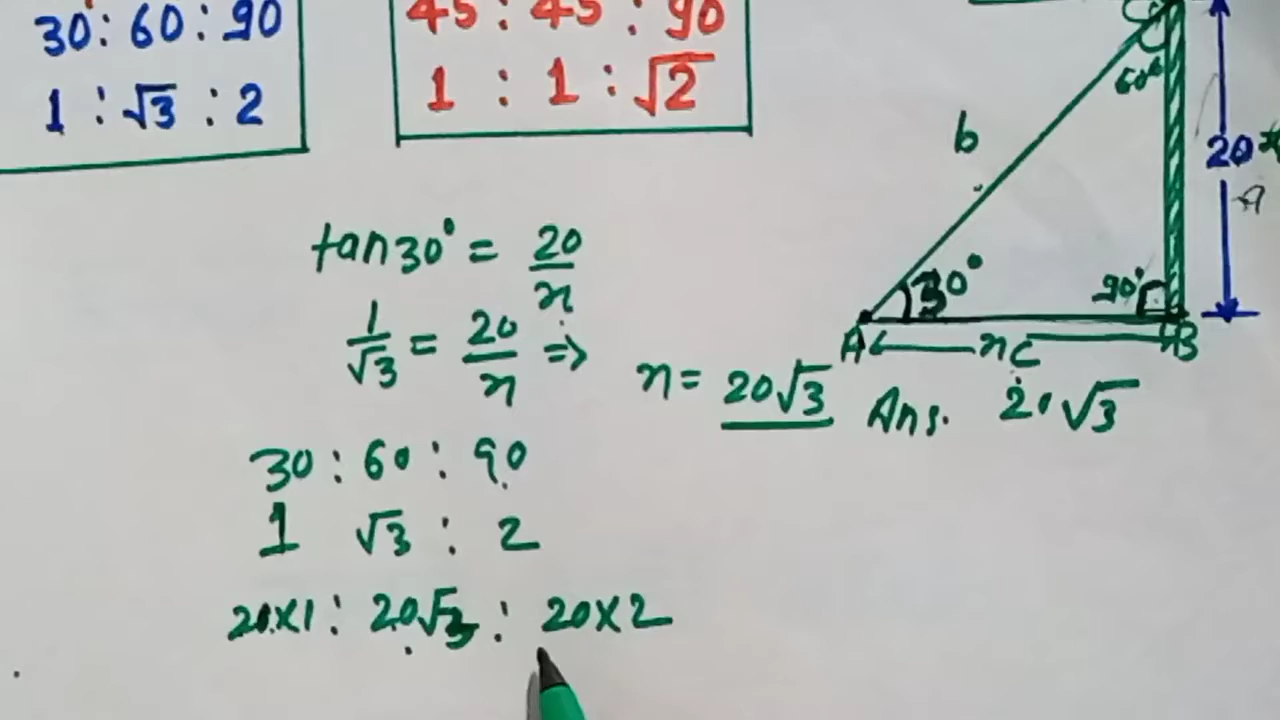 30 : 60 : 90
1 : √3 : 2
45 : 45 : 90
1 : 1 : √2
60°
b
20
30°
90°
A
x
B
tan30° = 20/x
1/√3 = 20/x ⇒
x = 20√3 Ans. 20√3
30 : 60 : 90
1 √3 : 2
20×1 : 20√3 : 20×2